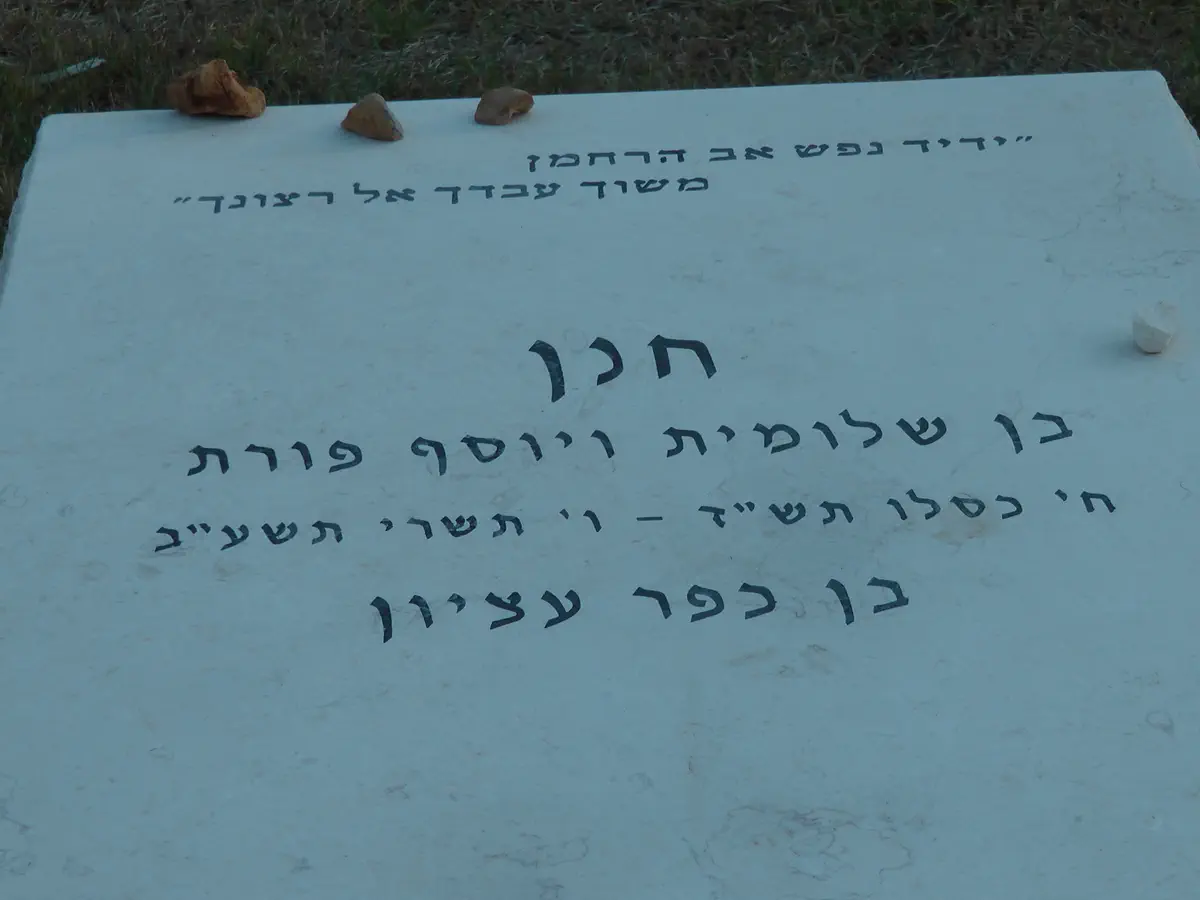 "ידיד נפש אב הרחמן
משוך עבדך אל רצונך"
חנן
בן שלומית ויוסף פורת
ח' כסלו תש"ד - ו' תשרי תשע"ב
בן כפר עציון